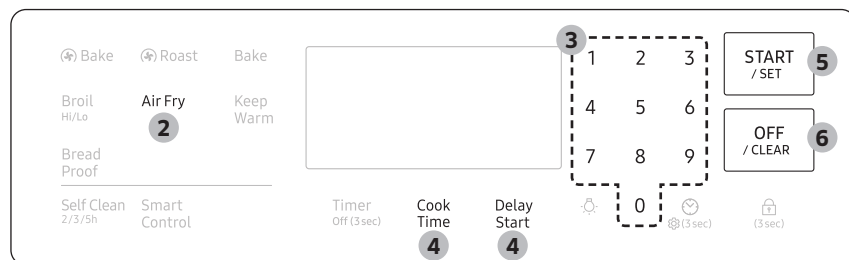 Bake Roast Bake
Broil
Hi/Lo
Air Fry
2
Keep
Warm
Bread
Proof
Self Clean
2/3/5h
Smart
Control
Timer
Off (3 sec)
Cook
Time
4
Delay
Start
4
3
1 2 3
4 5 6
7 8 9
0
(3 sec)
(3 sec)
START
/ SET
5
OFF
/ CLEAR
6